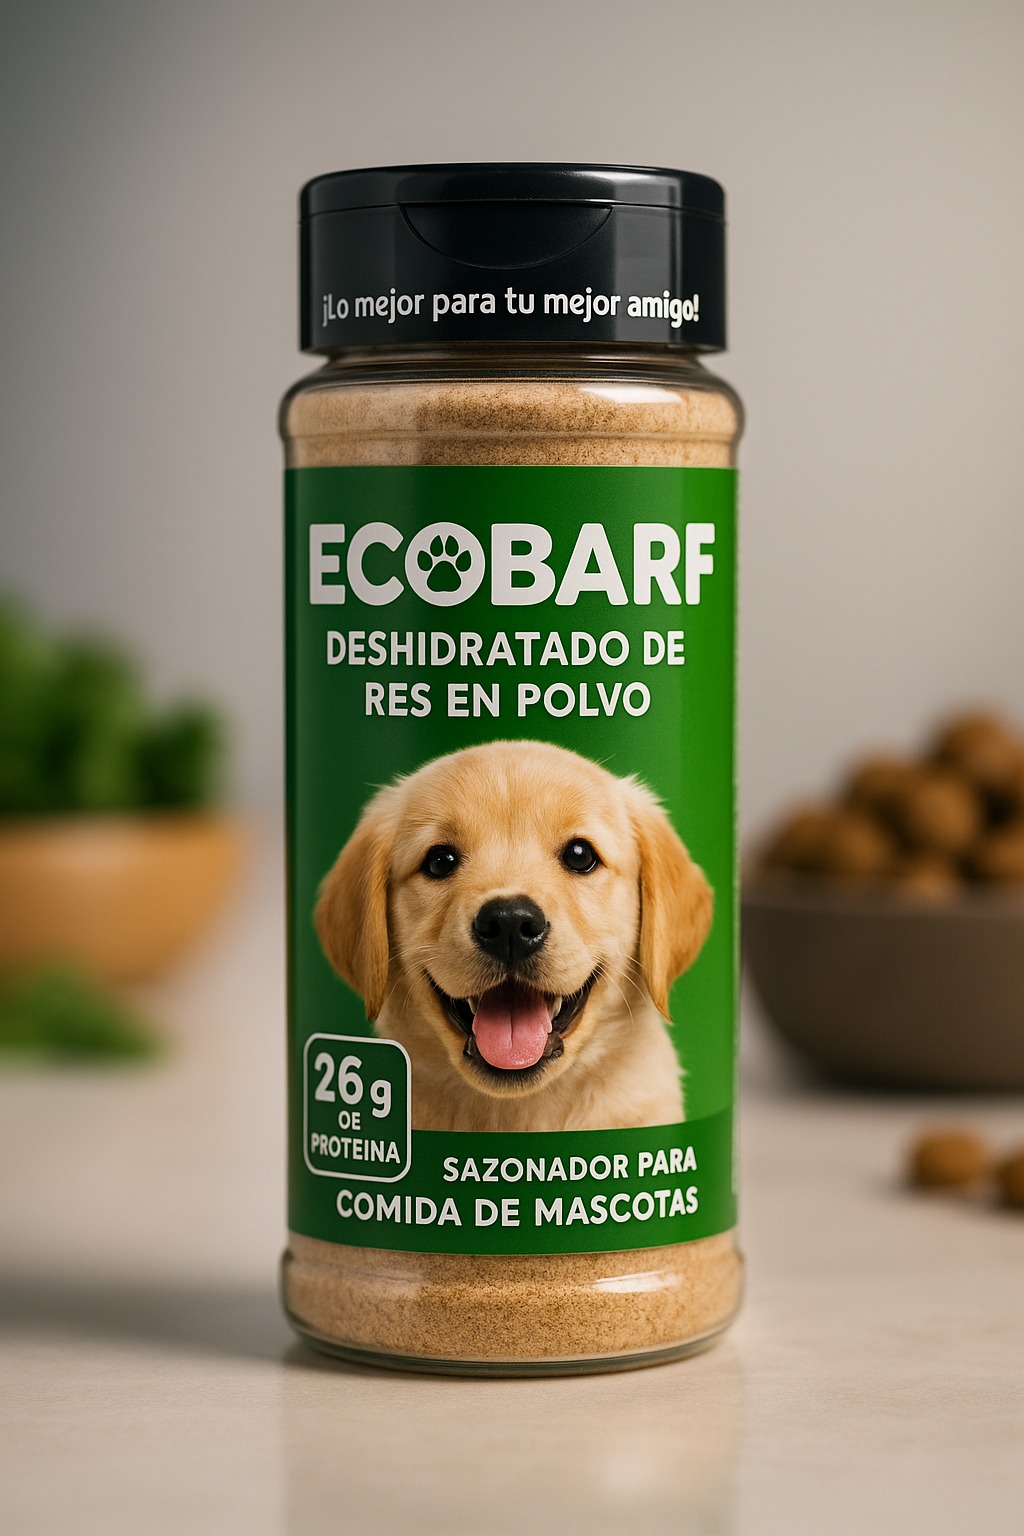 ¡Lo mejor para tu mejor amigo!
ECOBARF
DESHIDRATADO DE
RES EN POLVO
26 g
OE
PROTEINA
SAZONADOR PARA
COMIDA DE MASCOTAS